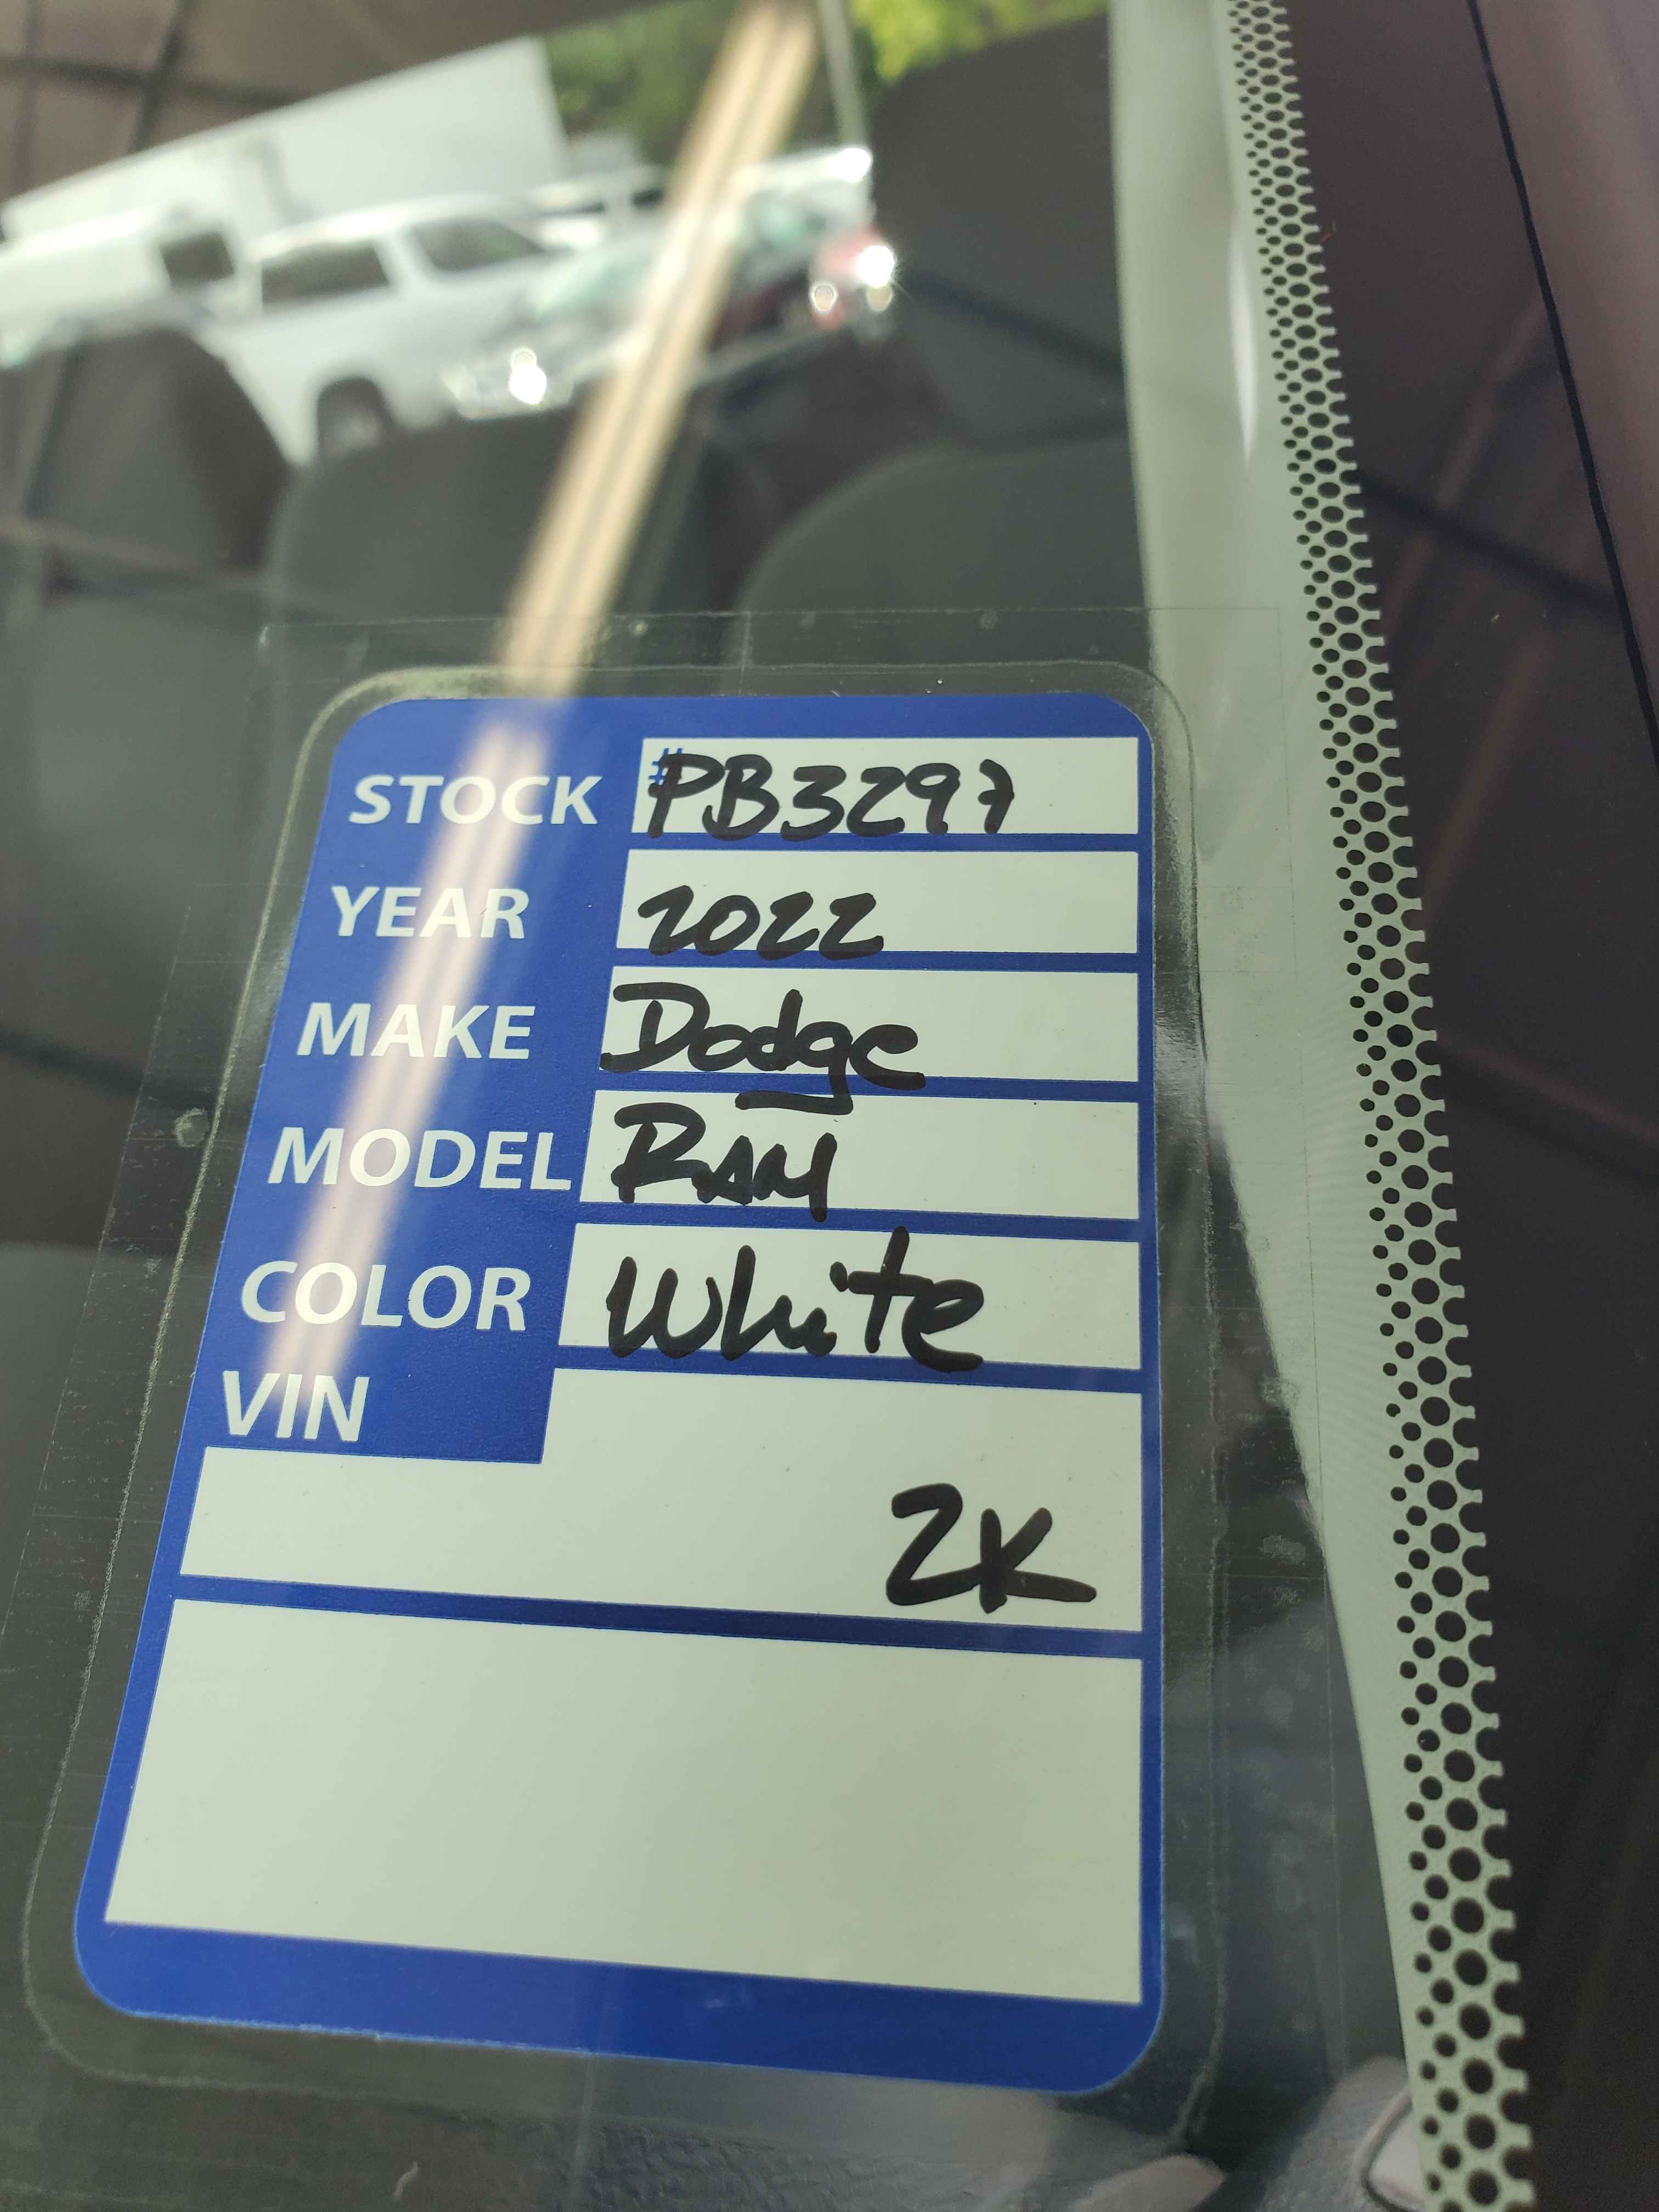 STOCK #PB3297
YEAR 2022
MAKE Dodge
MODEL RAM
COLOR White
VIN
2K